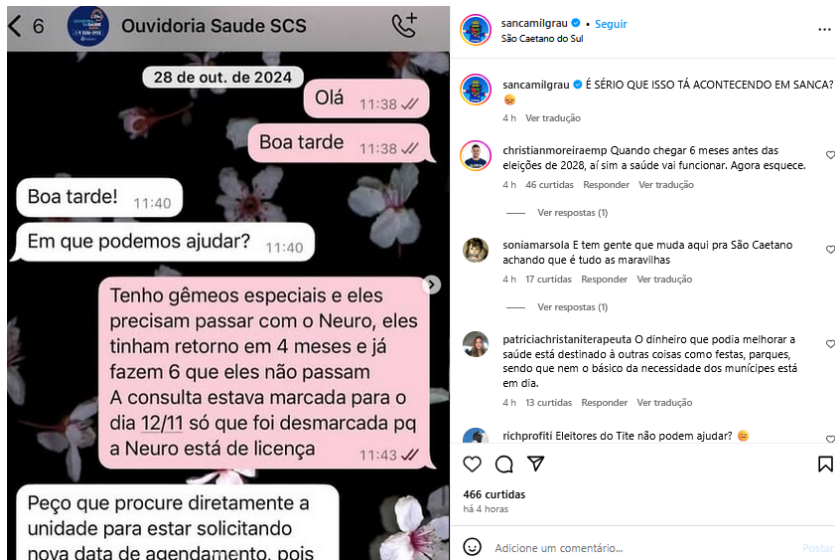 6
Ouvidoria Saude SCS
28 de out. de 2024
Olá 11:38
Boa tarde 11:38
Boa tarde! 11:40
Em que podemos ajudar? 11:40
Tenho gêmeos especiais e eles
precisam passar com o Neuro, eles
tinham retorno em 4 meses e já
fazem 6 que eles não passam
A consulta estava marcada para o
dia 12/11 só que foi desmarcada pq
a Neuro está de licença 11:43
Peço que procure diretamente a
unidade para estar solicitando
nova data de agendamento, pois
sancamilgrau • Seguir
São Caetano do Sul
sancamilgrau É SÉRIO QUE ISSO TÁ ACONTECENDO EM SANCA?
😡
4 h Ver tradução
christianmoreiraemp Quando chegar 6 meses antes das
eleições de 2028, aí sim a saúde vai funcionar. Agora esquece.
4 h 46 curtidas Responder Ver tradução
Ver respostas (1)
soniamarsola E tem gente que muda aqui pra São Caetano
achando que é tudo as maravilhas
4 h 17 curtidas Responder Ver tradução
Ver respostas (1)
patriciachristaniterapeuta O dinheiro que podia melhorar a
saúde está destinado à outras coisas como festas, parques,
sendo que nem o básico da necessidade dos munícipes está
em dia.
4 h 13 curtidas Responder Ver tradução
richprofiti Eleitores do Tite não podem ajudar? 😡
466 curtidas
há 4 horas
Adicione um comentário...
Postar